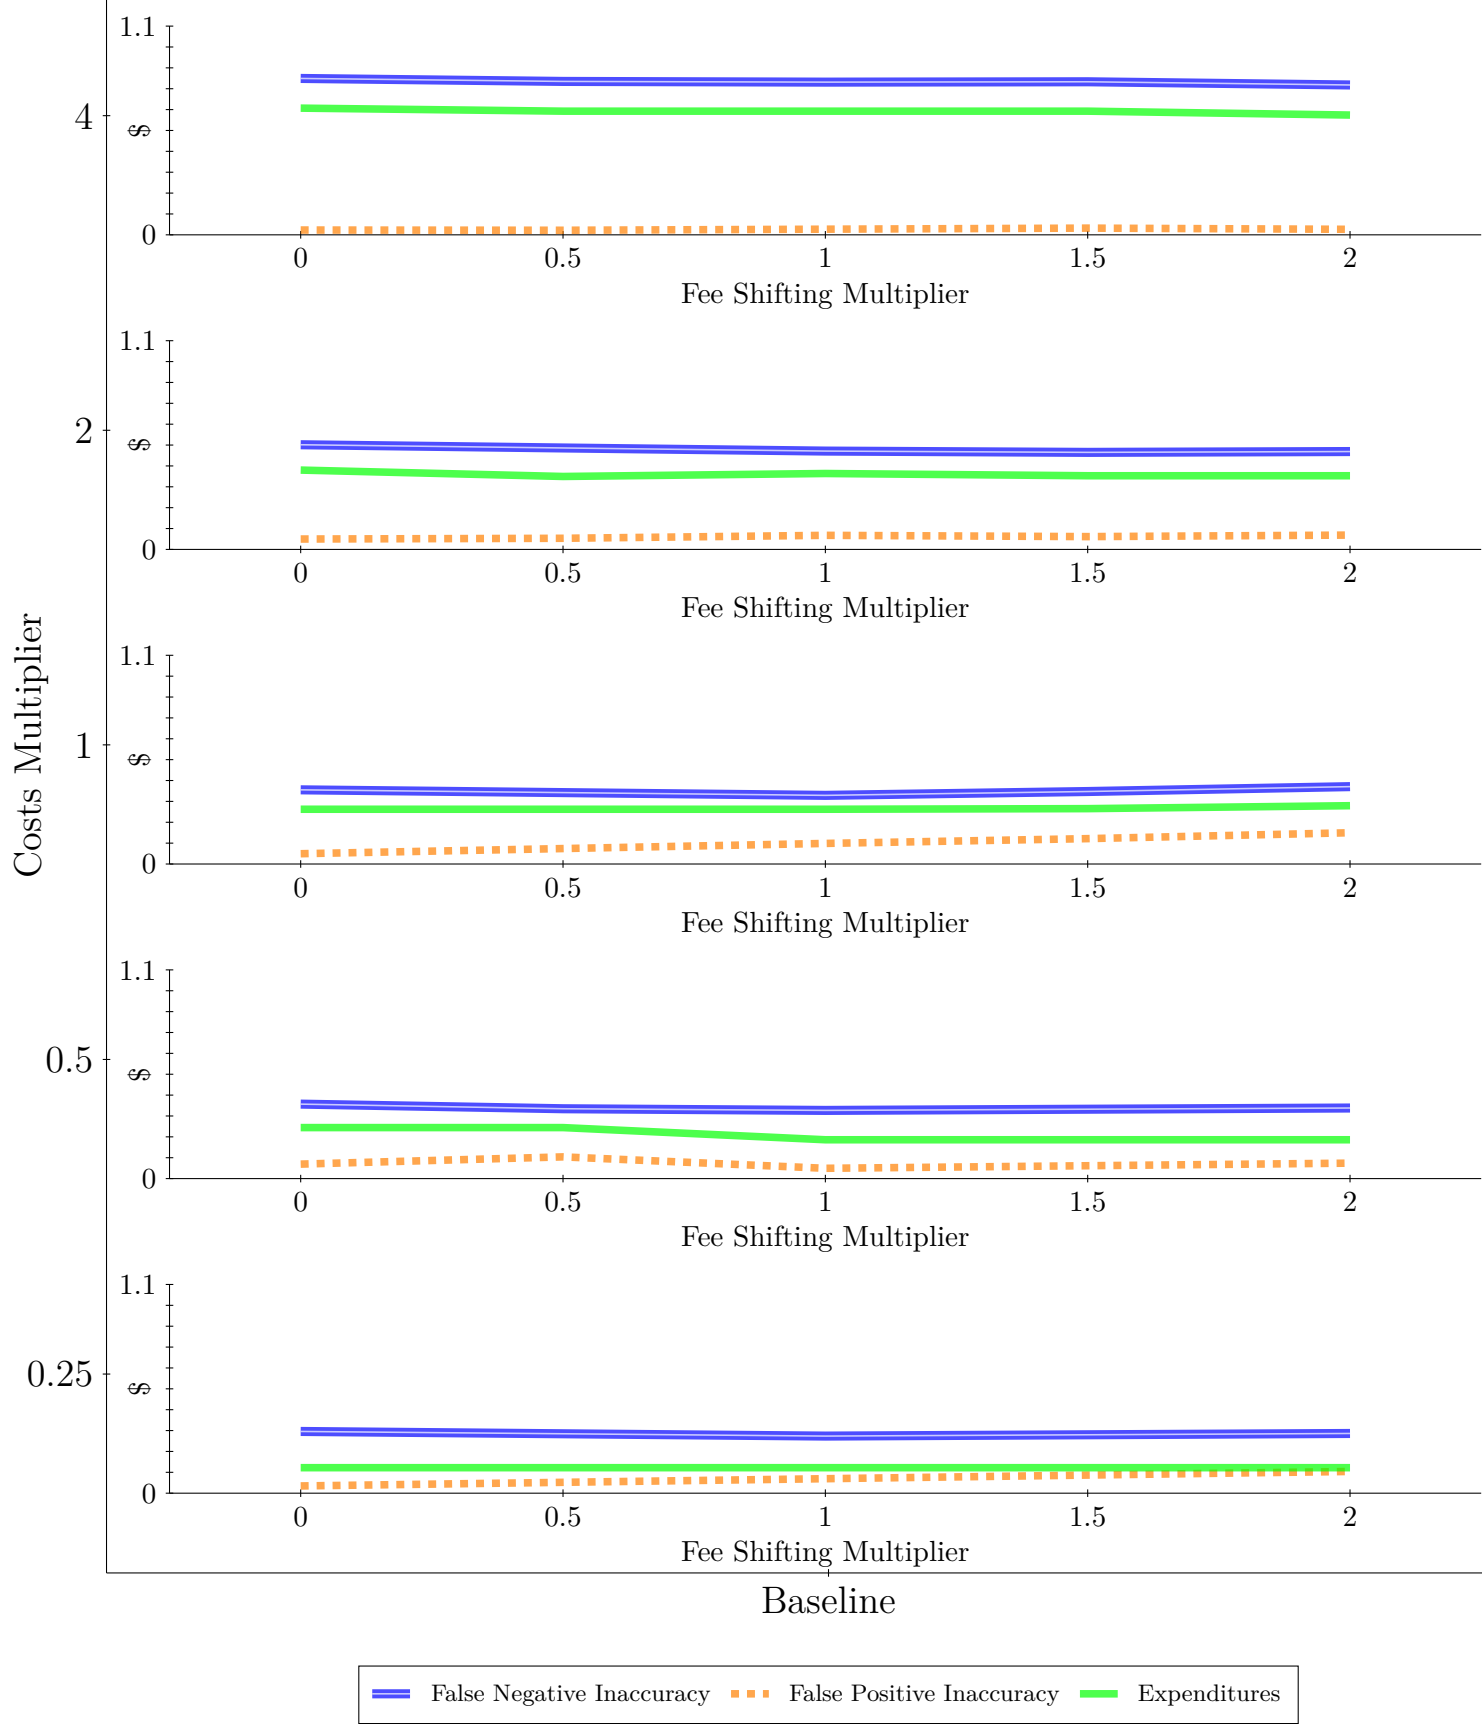 Costs Multiplier
4
1.1
$
0
0 0.5 1 1.5 2
Fee Shifting Multiplier
2
1.1
$
0
0 0.5 1 1.5 2
Fee Shifting Multiplier
1
1.1
$
0
0 0.5 1 1.5 2
Fee Shifting Multiplier
0.5
1.1
$
0
0 0.5 1 1.5 2
Fee Shifting Multiplier
0.25
1.1
$
0
0 0.5 1 1.5 2
Fee Shifting Multiplier
Baseline
False Negative Inaccuracy False Positive Inaccuracy Expenditures